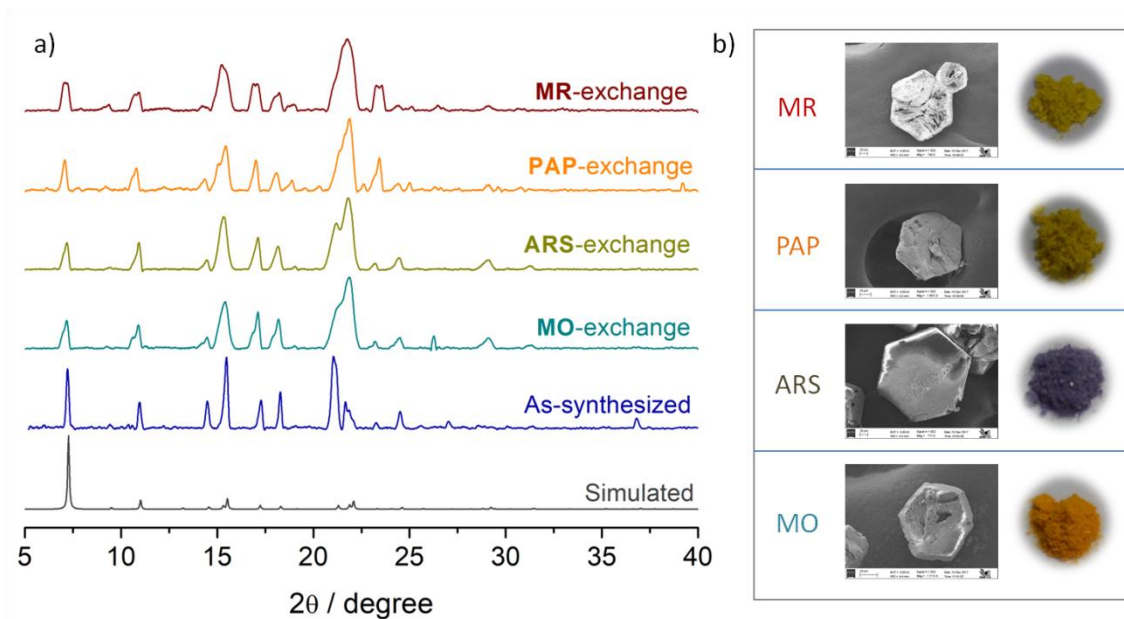 a)
MR-exchange
PAP-exchange
ARS-exchange
MO-exchange
As-synthesized
Simulated
5 10 15 20 25 30 35 40
2θ / degree
b)
MR
PAP
ARS
MO